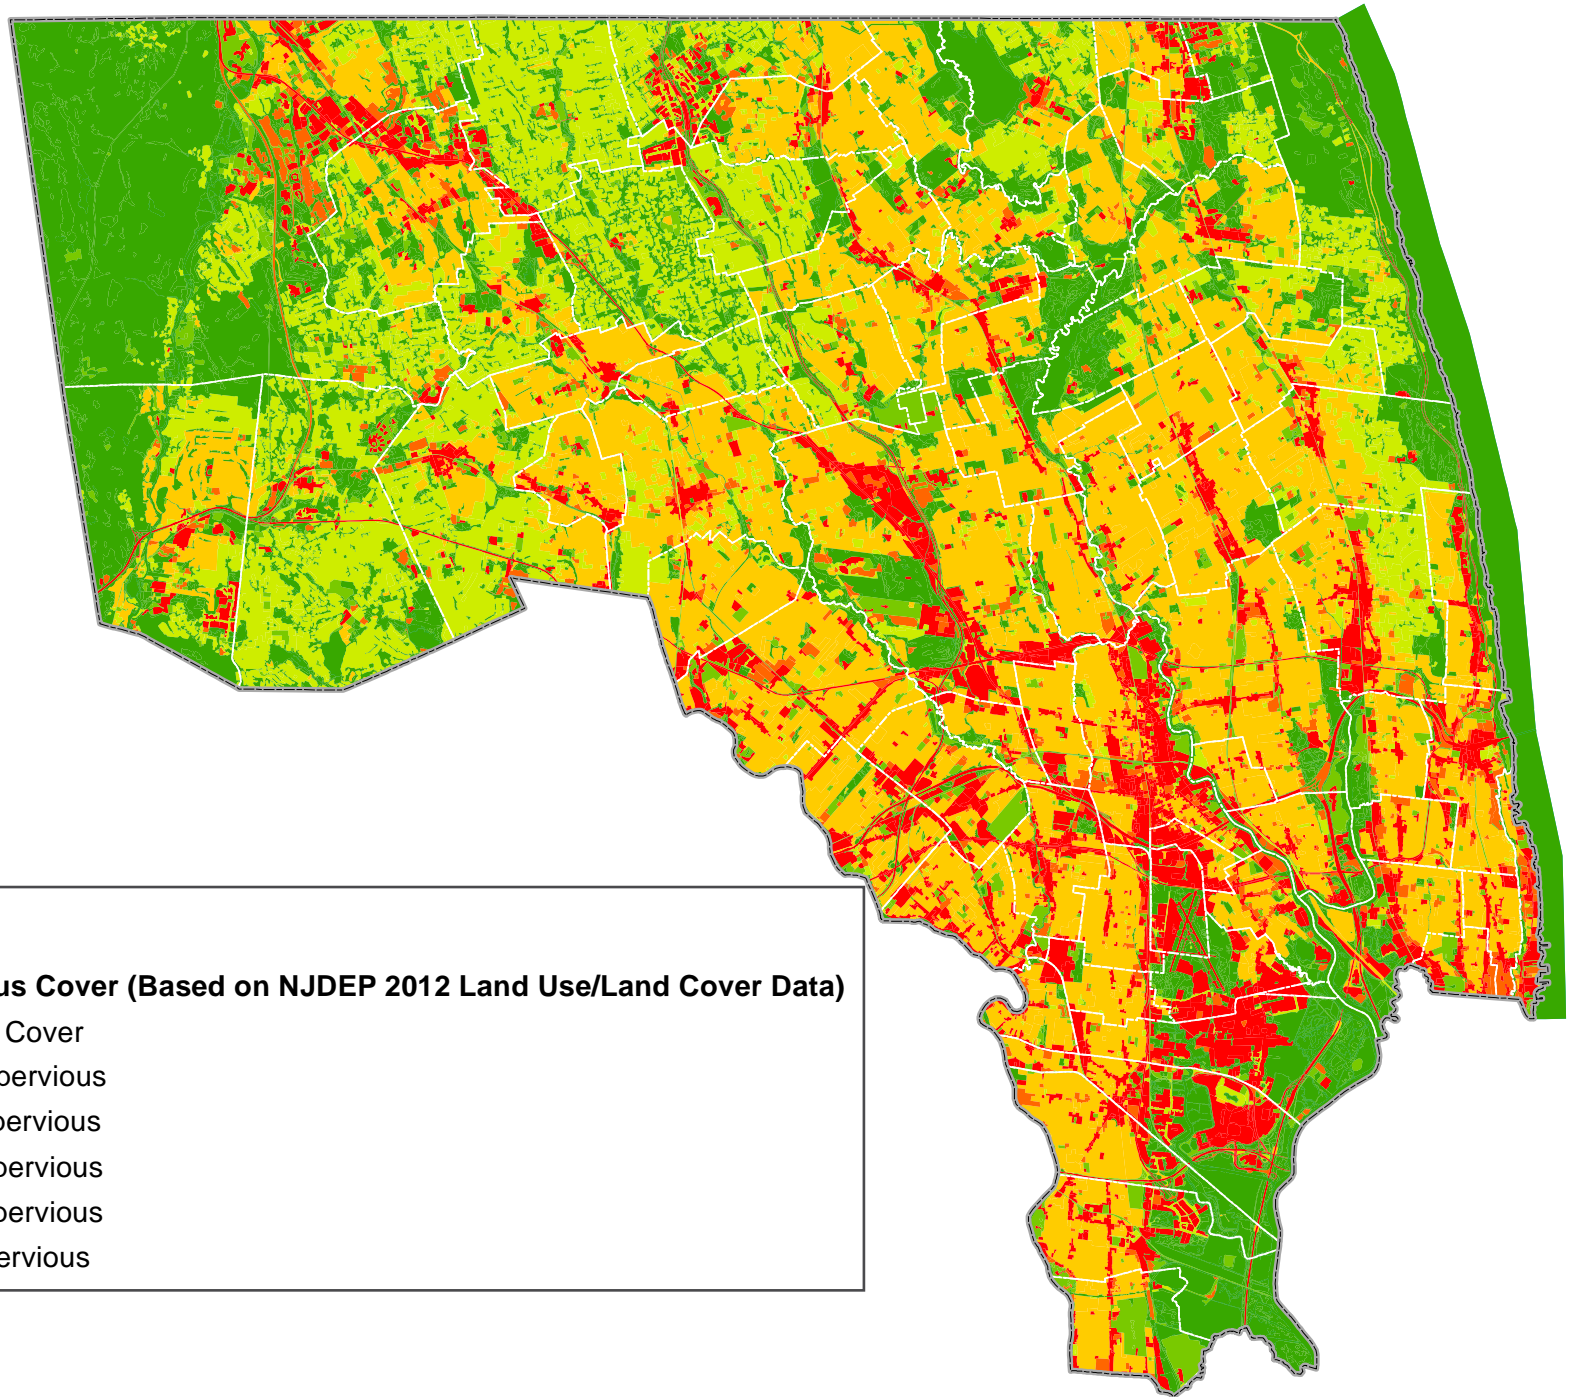 us Cover (Based on NJDEP 2012 Land Use/Land Cover Data)
Cover
pervious
pervious
pervious
pervious
ervious